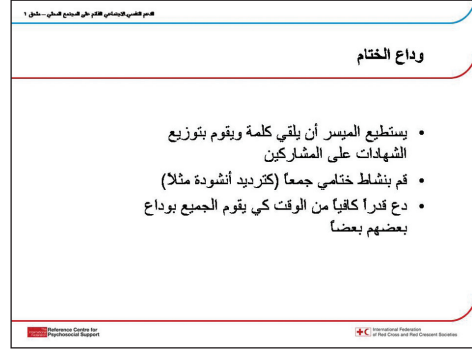 الدعم النفسي الاجتماعي القائم على المجتمع المحلي – ملحق ١
وداع الختام
• يستطيع الميسر أن يلقي كلمة ويقوم بتوزيع
الشهادات على المشاركين
• قم بنشاط ختامي جمعاً (كترديد أنشودة مثلاً)
• دع قدراً كافياً من الوقت كي يقوم الجميع بوداع
بعضهم بعضاً
Reference Centre for
Psychosocial Support
International Federation
of Red Cross and Red Crescent Societies